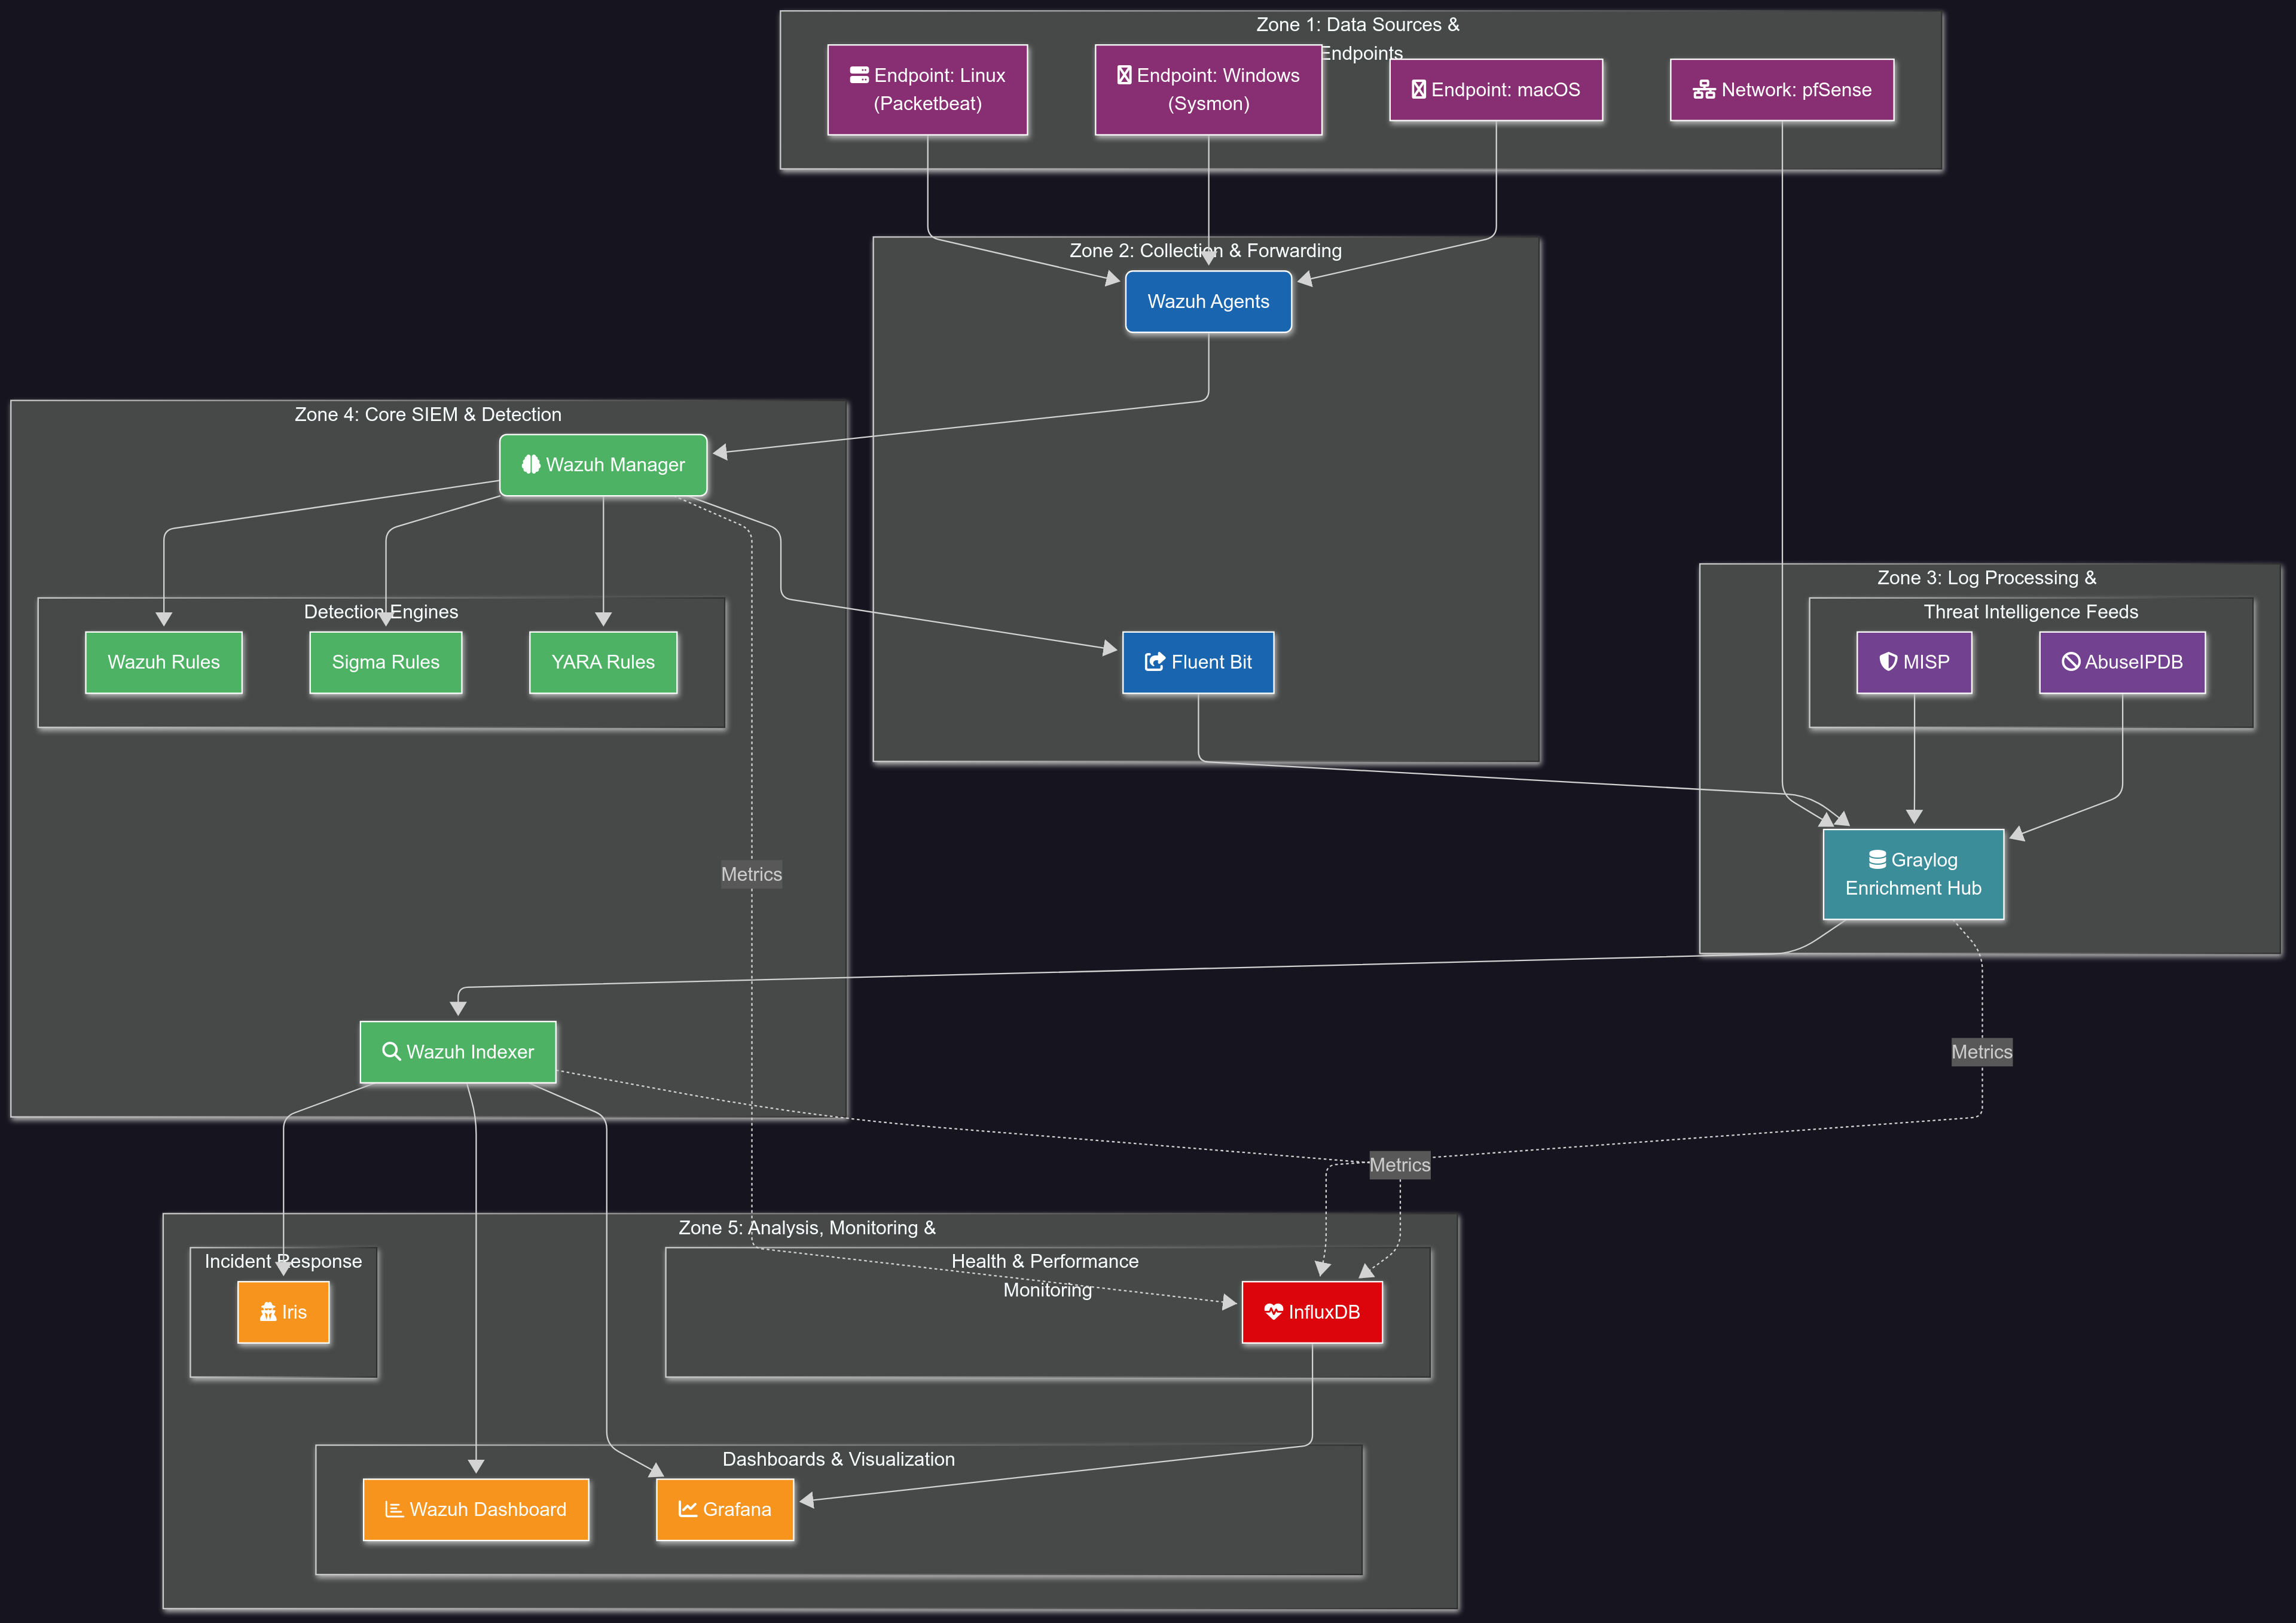 Zone 1: Data Sources &
Endpoints
Endpoint: Linux
(Packetbeat)
Endpoint: Windows
(Sysmon)
Endpoint: macOS
Network: pfSense
Zone 2: Collection & Forwarding
Wazuh Agents
Zone 4: Core SIEM & Detection
Wazuh Manager
Detection Engines
Wazuh Rules
Sigma Rules
YARA Rules
Fluent Bit
Zone 3: Log Processing &
Threat Intelligence Feeds
MISP
AbuseIPDB
Graylog
Enrichment Hub
Metrics
Wazuh Indexer
Metrics
Metrics
Zone 5: Analysis, Monitoring &
Incident Response
Iris
Health & Performance
Monitoring
InfluxDB
Dashboards & Visualization
Wazuh Dashboard
Grafana